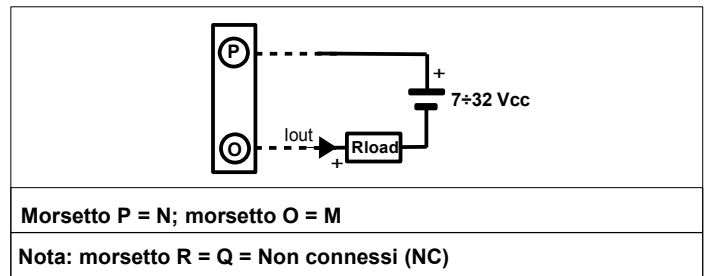 P
+
7÷32 Vcc
Iout
O
+
Rload
Morsetto P = N; morsetto O = M
Nota: morsetto R = Q = Non connessi (NC)